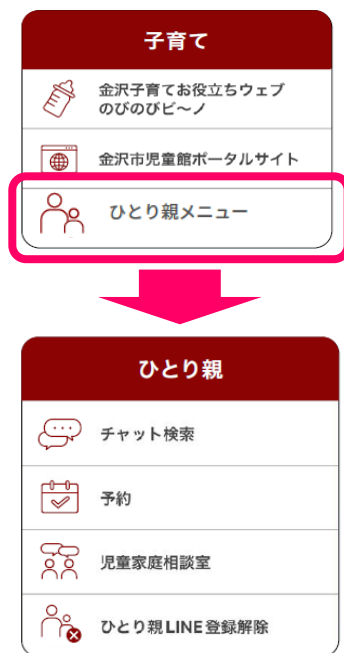 子育て
金沢子育てお役立ちウェブ
のびのびビ～ノ
金沢市児童館ポータルサイト
ひとり親メニュー
ひとり親
チャット検索
予約
児童家庭相談室
ひとり親LINE登録解除